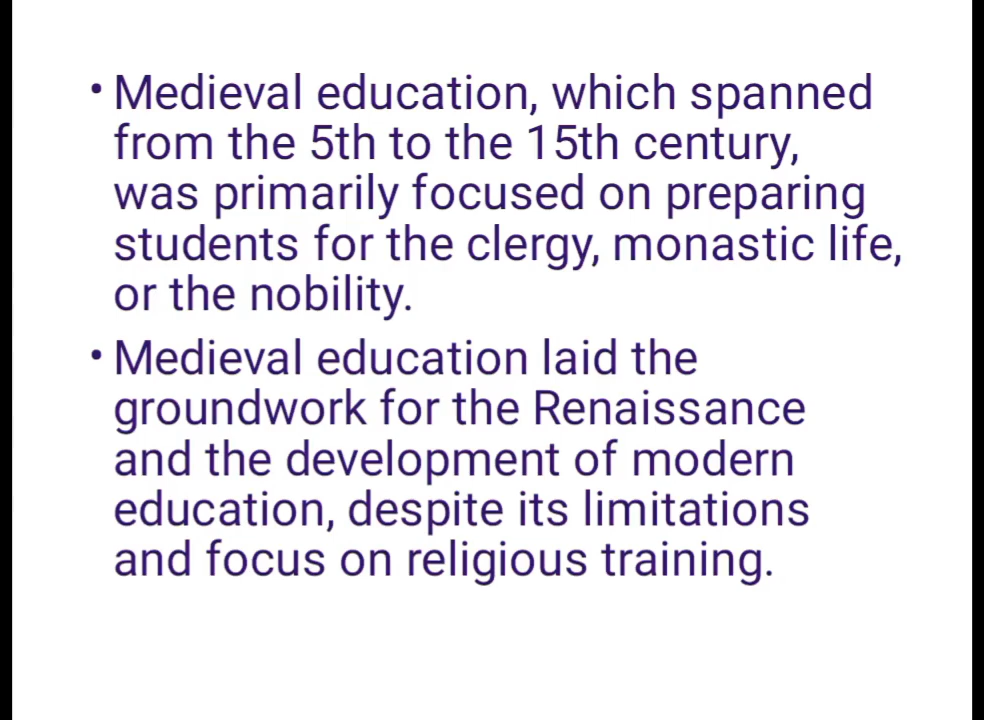 • Medieval education, which spanned
from the 5th to the 15th century,
was primarily focused on preparing
students for the clergy, monastic life,
or the nobility.
• Medieval education laid the
groundwork for the Renaissance
and the development of modern
education, despite its limitations
and focus on religious training.